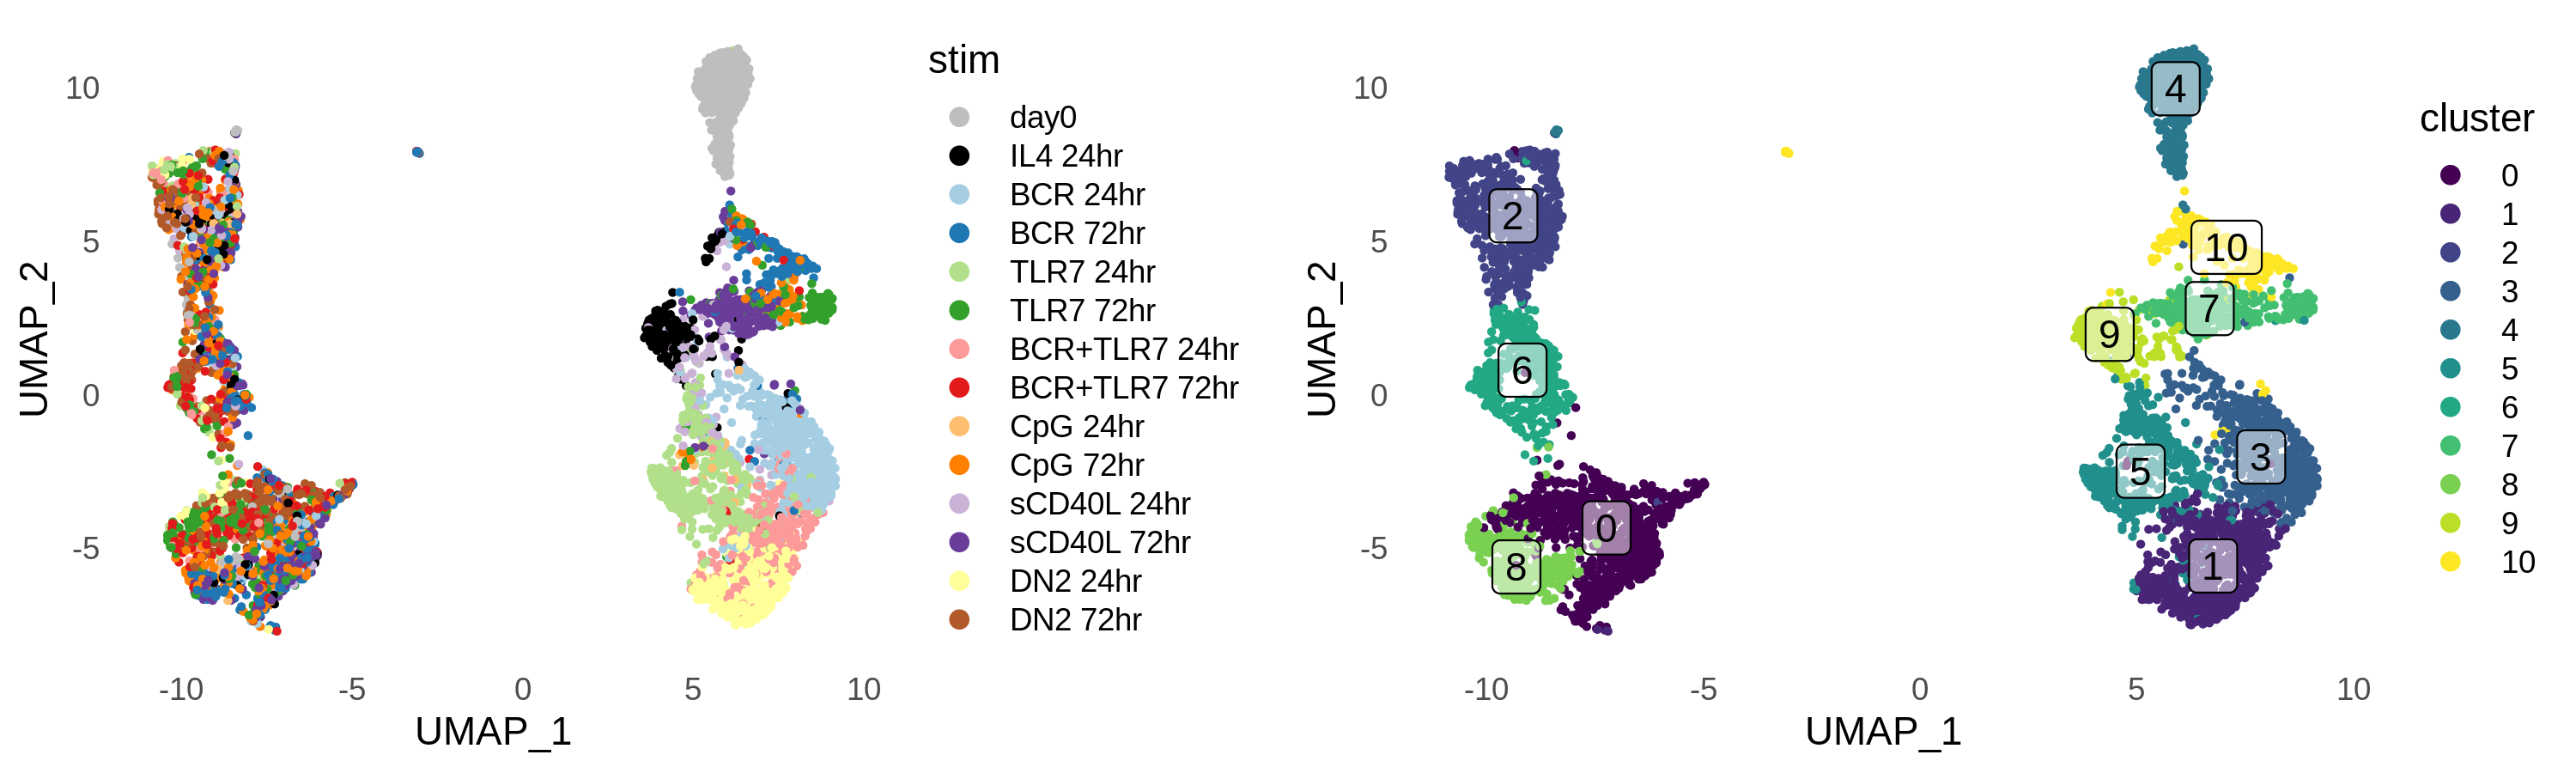 UMAP_2
10
5
0
-5
-10
-5
0
5
10
UMAP_1
stim
day0
IL4 24hr
BCR 24hr
BCR 72hr
TLR7 24hr
TLR7 72hr
BCR+TLR7 24hr
BCR+TLR7 72hr
CpG 24hr
CpG 72hr
sCD40L 24hr
sCD40L 72hr
DN2 24hr
DN2 72hr
UMAP_2
10
5
0
-5
-10
-5
0
5
10
UMAP_1
4
2
10
7
9
6
3
5
0
8
1
cluster
0
1
2
3
4
5
6
7
8
9
10